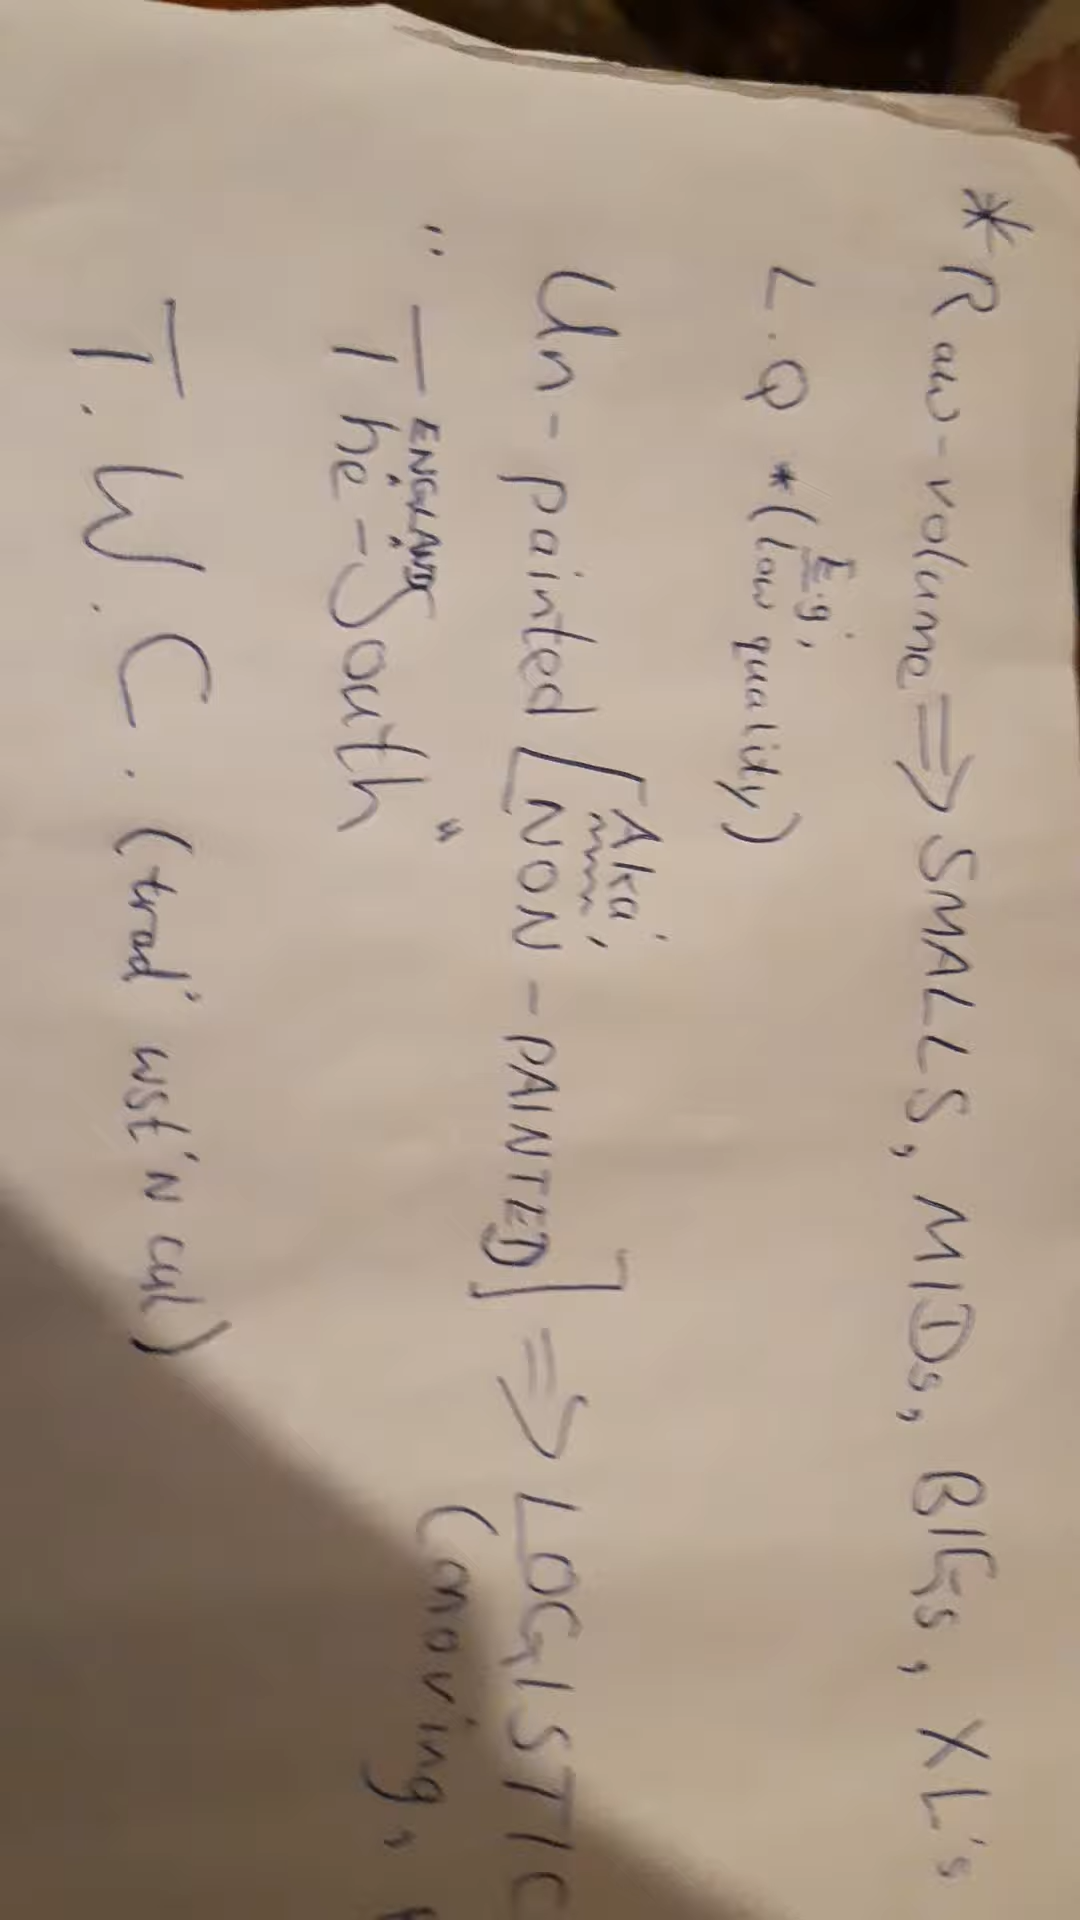 *Raw-volume ⇒ SMALLS, MIDs, BIGs, XL's
E.g;
L.Q *(low quality)
Aka;
Un-painted [NON-PAINTED] ⇒ LOGISTIC
(moving,
ENGLAND
"The-South"
T.W.C. (trad' wst'N cul)